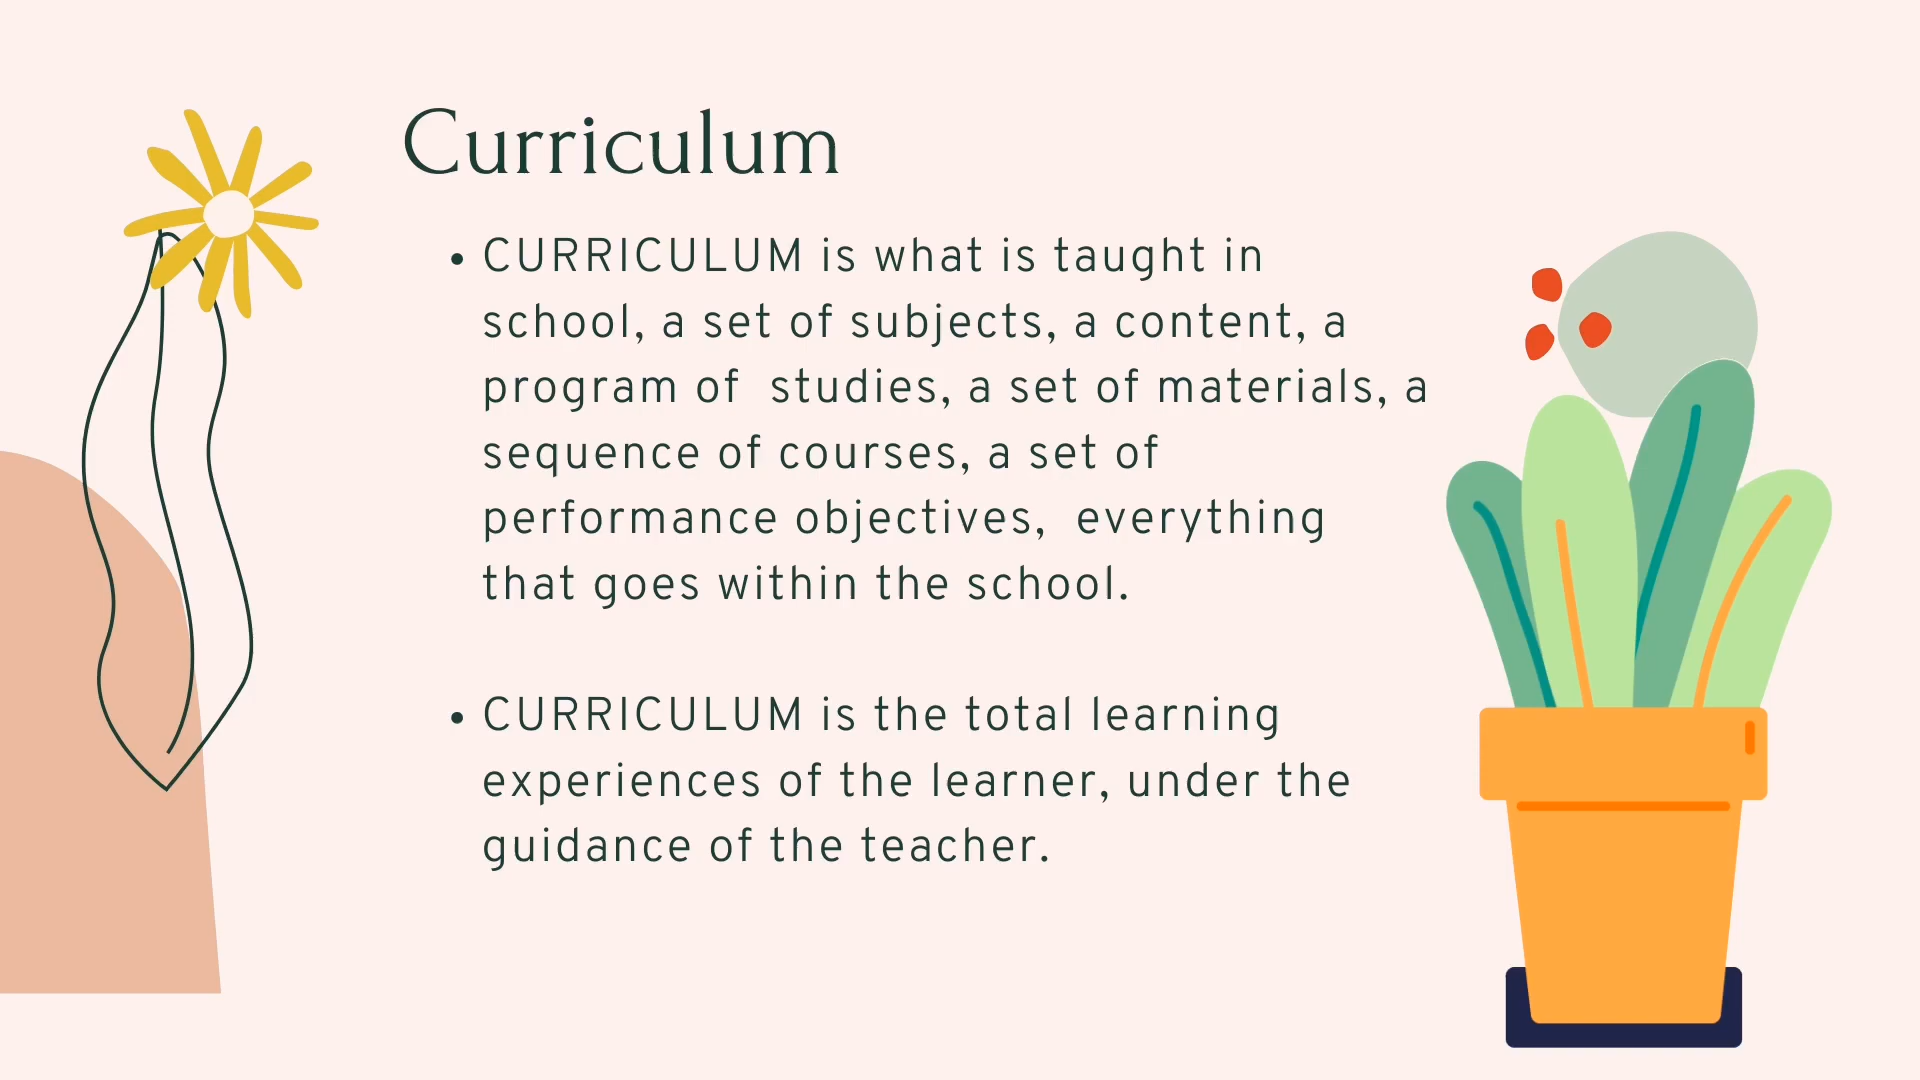 Curriculum
• CURRICULUM is what is taught in
school, a set of subjects, a content, a
program of  studies, a set of materials, a
sequence of courses, a set of
performance objectives,  everything
that goes within the school.
• CURRICULUM is the total learning
experiences of the learner, under the
guidance of the teacher.